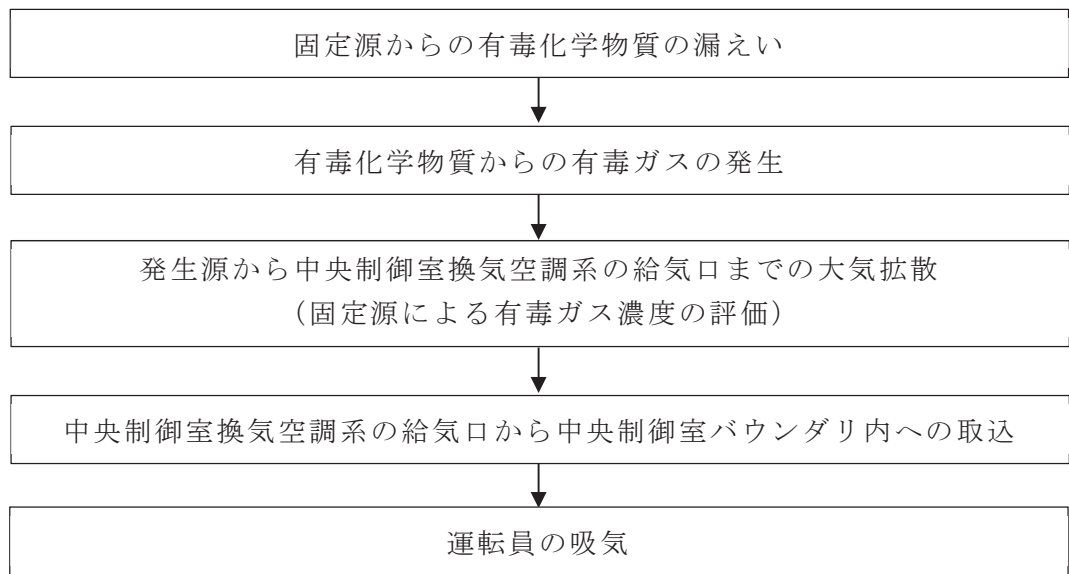 固定源からの有毒化学物質の漏えい
有毒化学物質からの有毒ガスの発生
発生源から中央制御室換気空調系の給気口までの大気拡散
（固定源による有毒ガス濃度の評価）
中央制御室換気空調系の給気口から中央制御室バウンダリ内への取込
運転員の吸気